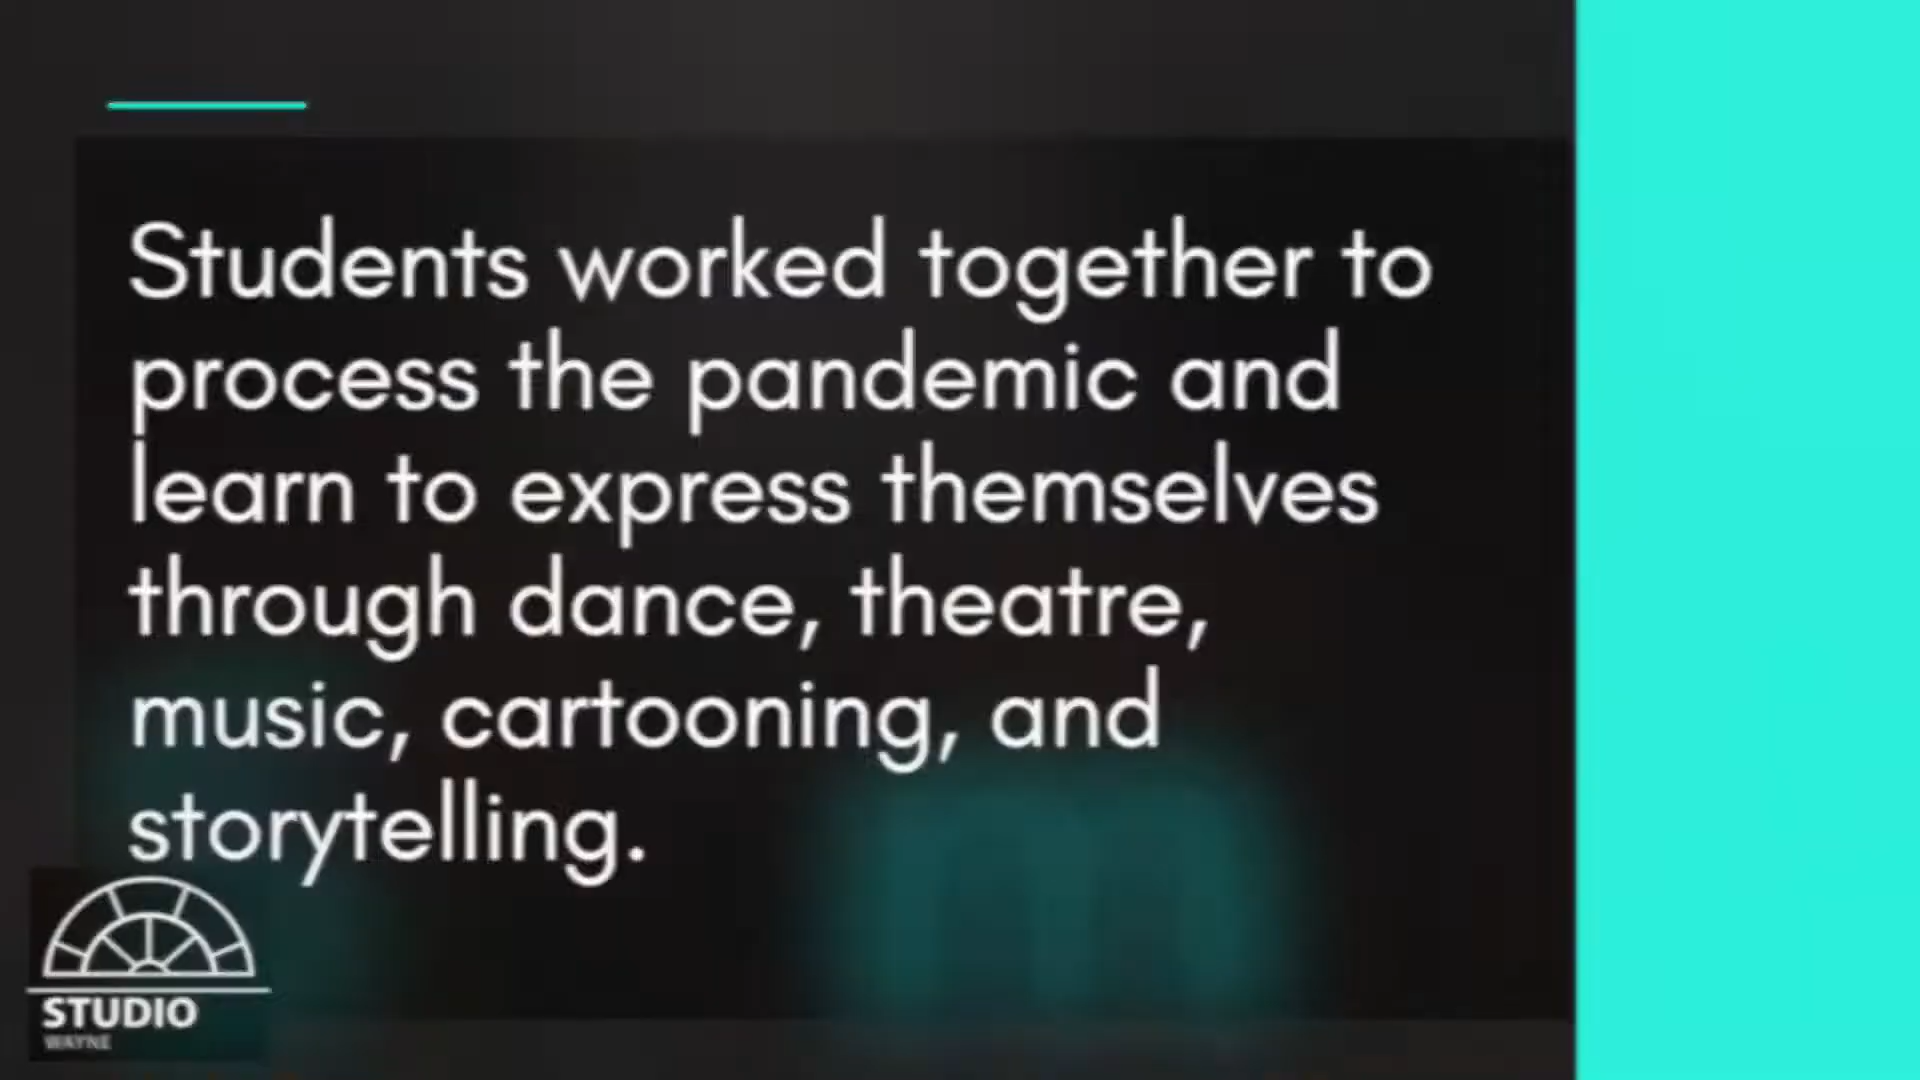 Students worked together to
process the pandemic and
learn to express themselves
through dance, theatre,
music, cartooning, and
storytelling.
STUDIO
WAYNE